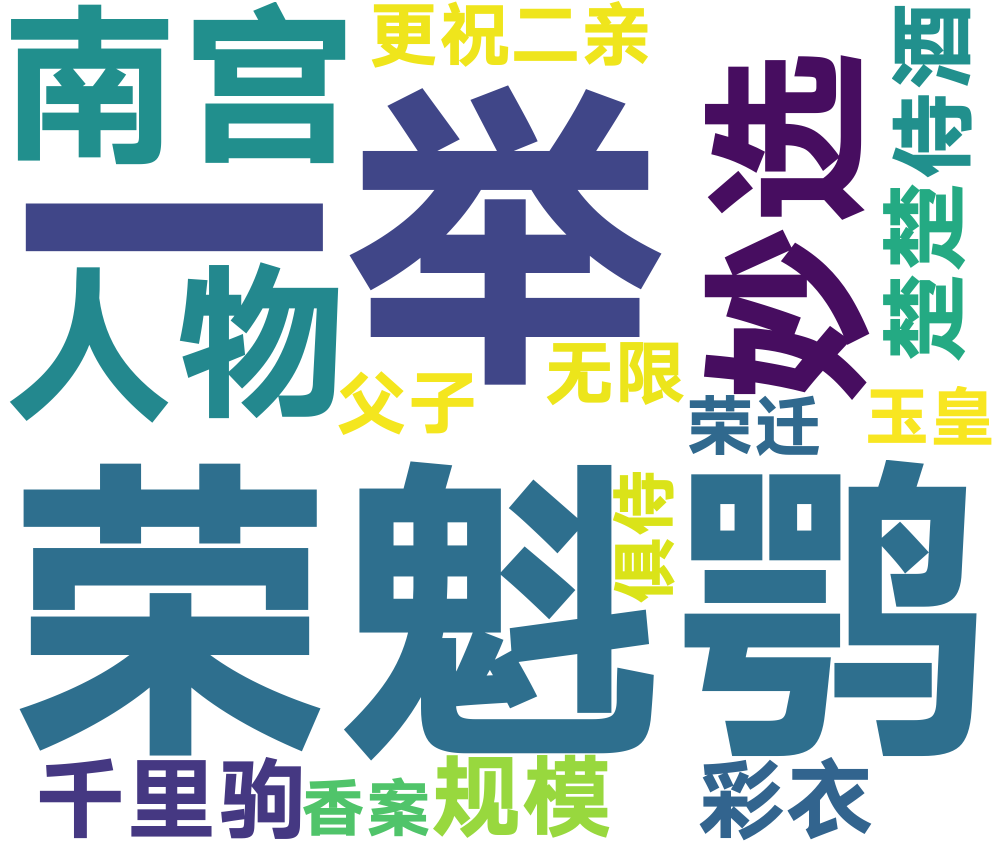 南宫
更祝二亲
一举
妙选
侍酒
楚楚
人物
父子
无限
荣迁
玉皇
荣魁鹗
俱侍
千里驹
香案
规模
彩衣